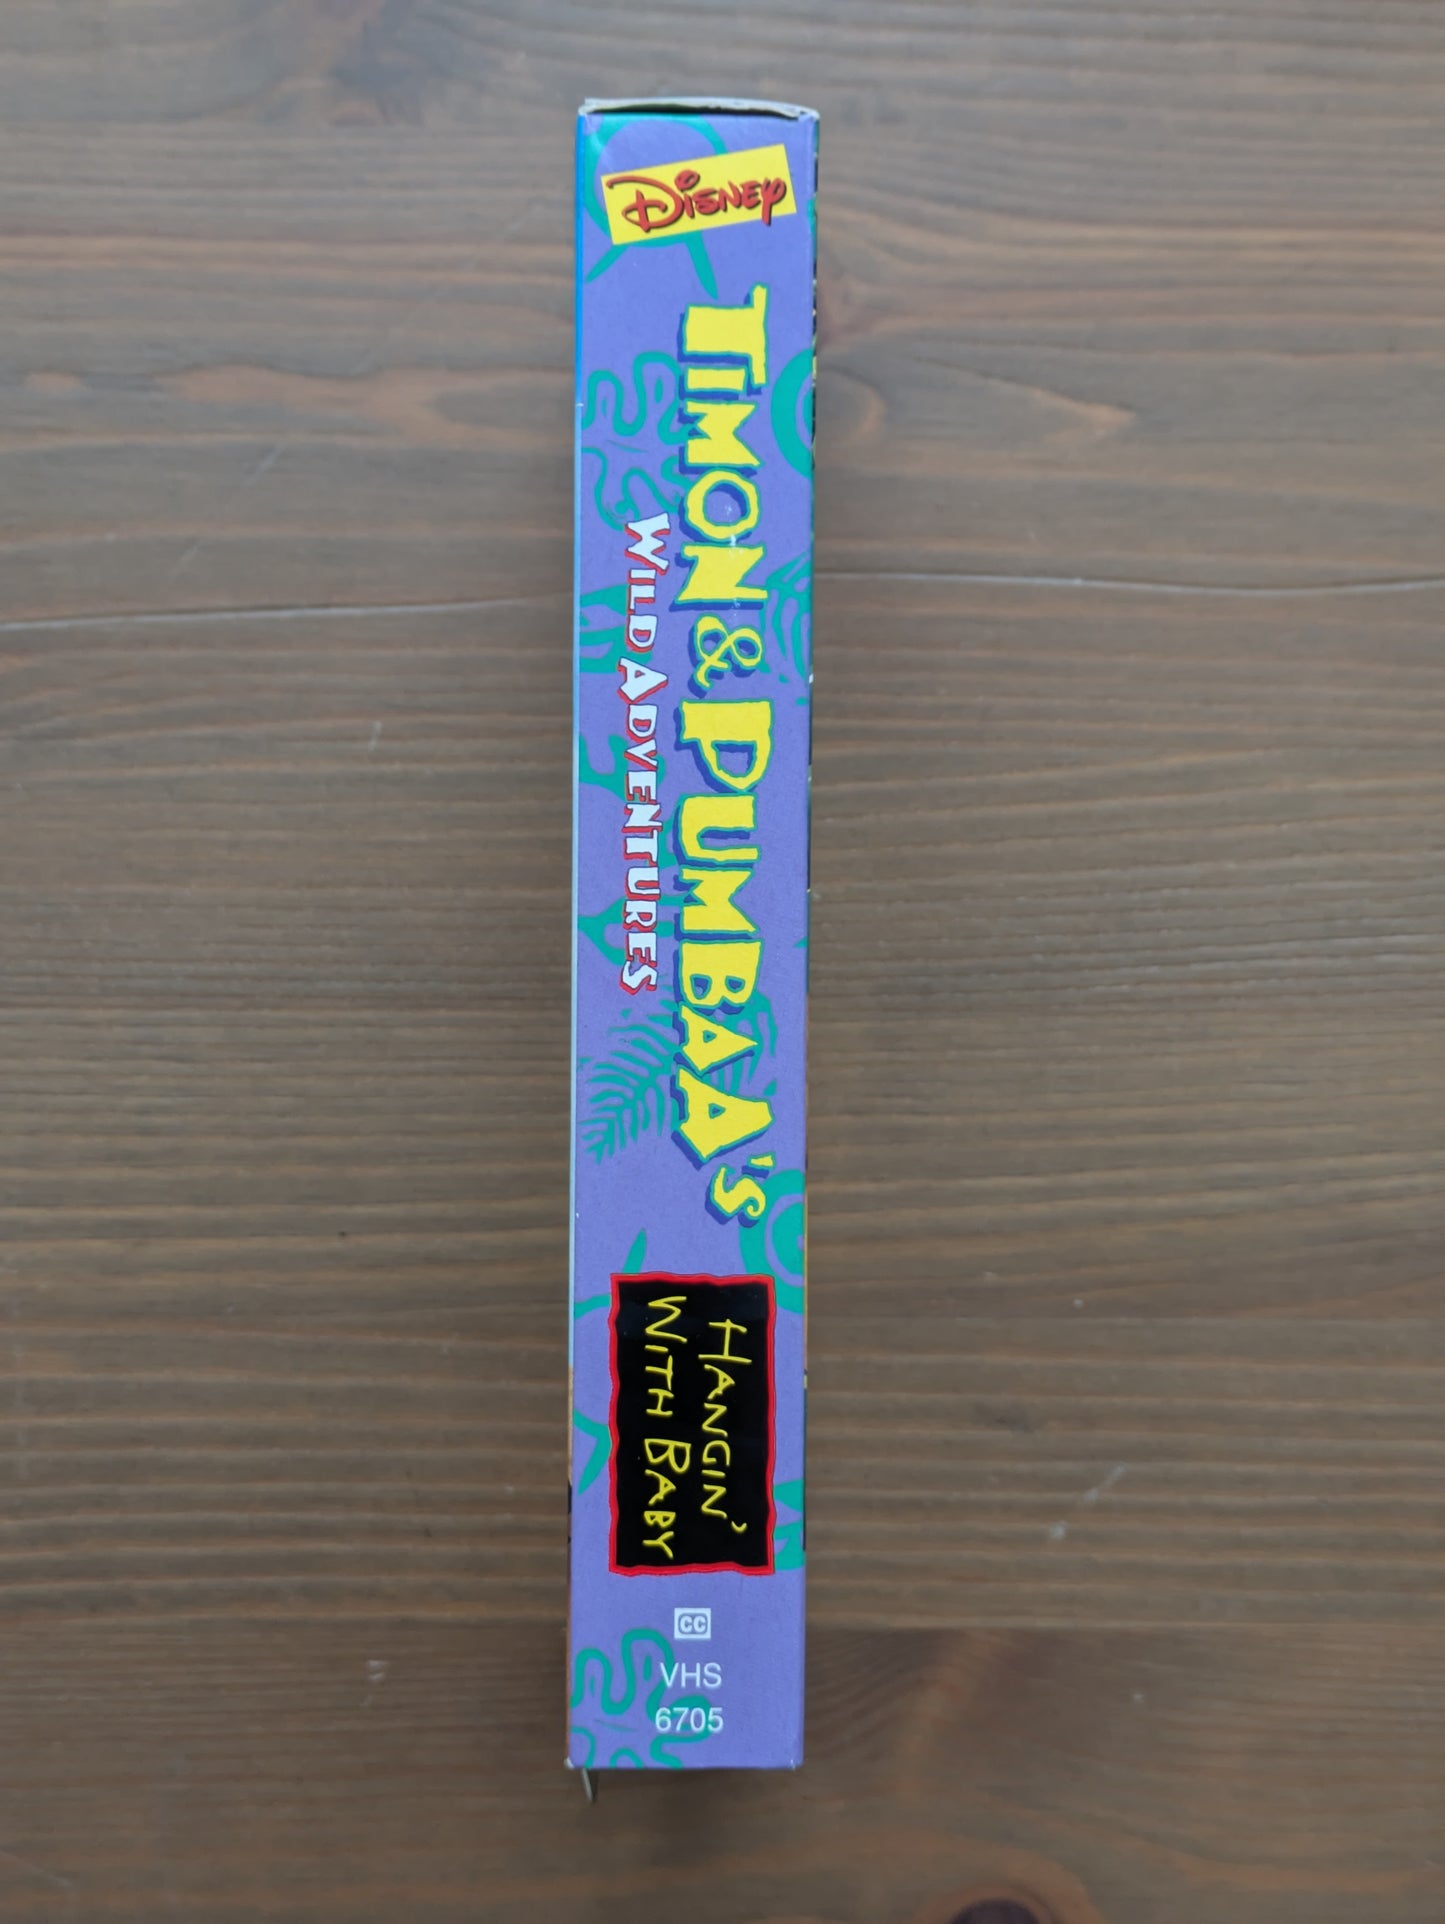 Disney
TIMON & PUMBAA'S
WILD ADVENTURES
HANGIN'
WITH BABY
CC
VHS
6705